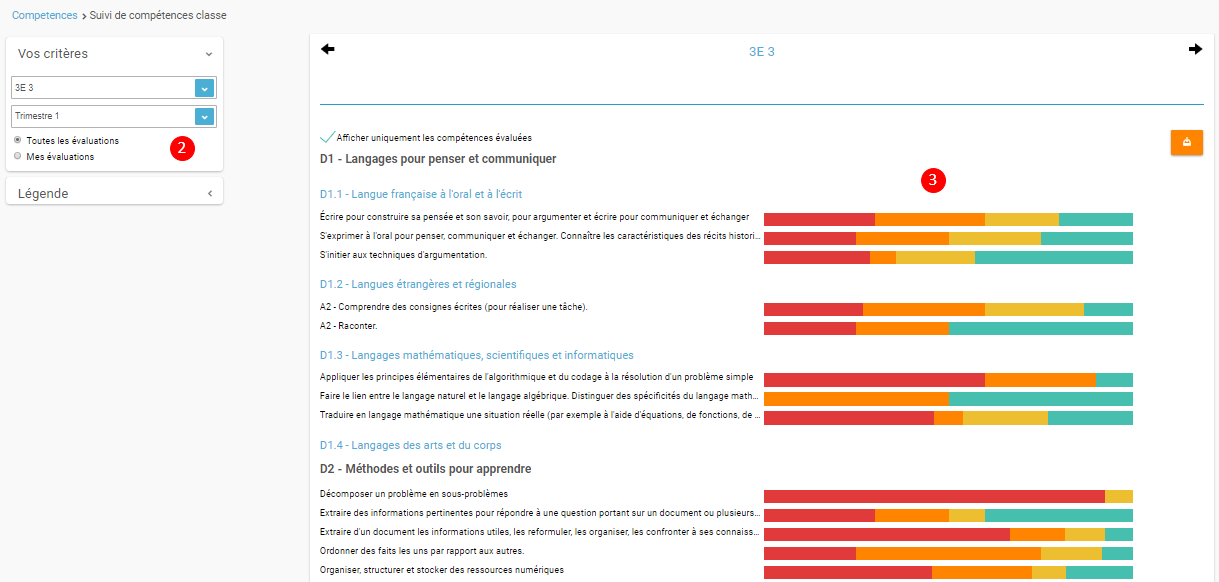 Competences > Suivi de compétences classe
Vos critères
3E 3
Trimestre 1
Toutes les évaluations
Mes évaluations
2
Légende
3E 3
Afficher uniquement les compétences évaluées
D1 - Langages pour penser et communiquer
3
D1.1 - Langue française à l'oral et à l'écrit
Écrire pour construire sa pensée et son savoir, pour argumenter et écrire pour communiquer et échanger
S'exprimer à l'oral pour penser, communiquer et échanger. Connaître les caractéristiques des récits histori...
S'initier aux techniques d'argumentation.
D1.2 - Langues étrangères et régionales
A2 - Comprendre des consignes écrites (pour réaliser une tâche).
A2 - Raconter.
D1.3 - Langages mathématiques, scientifiques et informatiques
Appliquer les principes élémentaires de l'algorithmique et du codage à la résolution d'un problème simple
Faire le lien entre le langage naturel et le langage algébrique. Distinguer des spécificités du langage math...
Traduire en langage mathématique une situation réelle (par exemple à l'aide d'équations, de fonctions, de ...
D1.4 - Langages des arts et du corps
D2 - Méthodes et outils pour apprendre
Décomposer un problème en sous-problèmes
Extraire des informations pertinentes pour répondre à une question portant sur un document ou plusieurs...
Extraire d'un document les informations utiles, les reformuler, les organiser, les confronter à ses connaiss...
Ordonner des faits les uns par rapport aux autres.
Organiser, structurer et stocker des ressources numériques